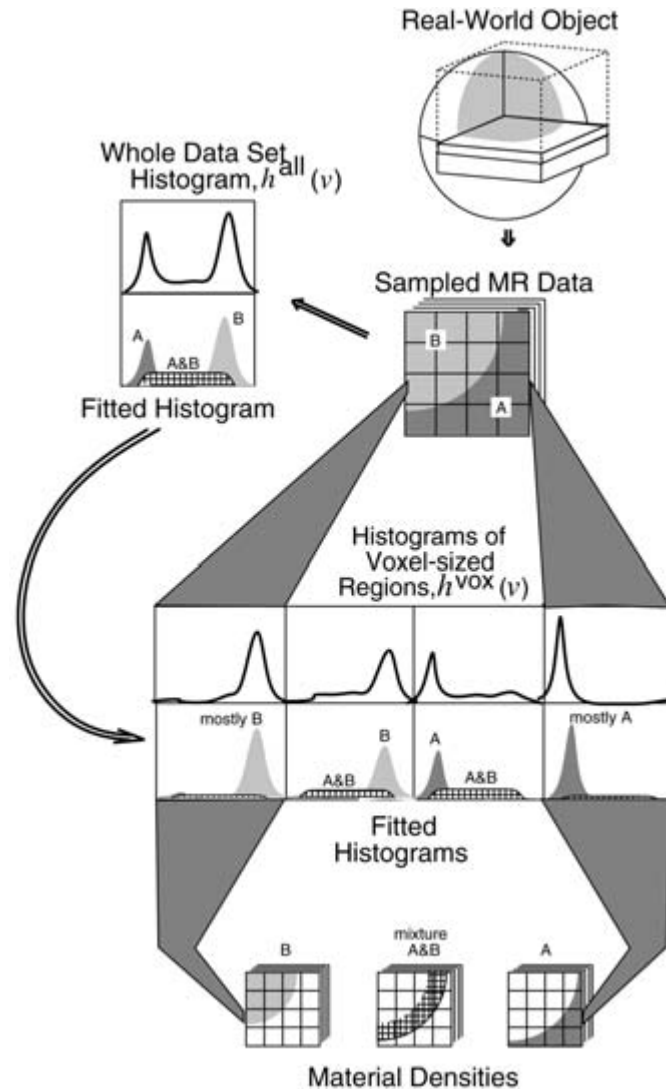 Real-World Object
Whole Data Set
Histogram, h^all (v)
Sampled MR Data
B
A
A
A&B
B
Fitted Histogram
Histograms of
Voxel-sized
Regions, h^vox (v)
mostly B
A&B
B
A
A&B
mostly A
Fitted
Histograms
B
mixture
A&B
A
Material Densities